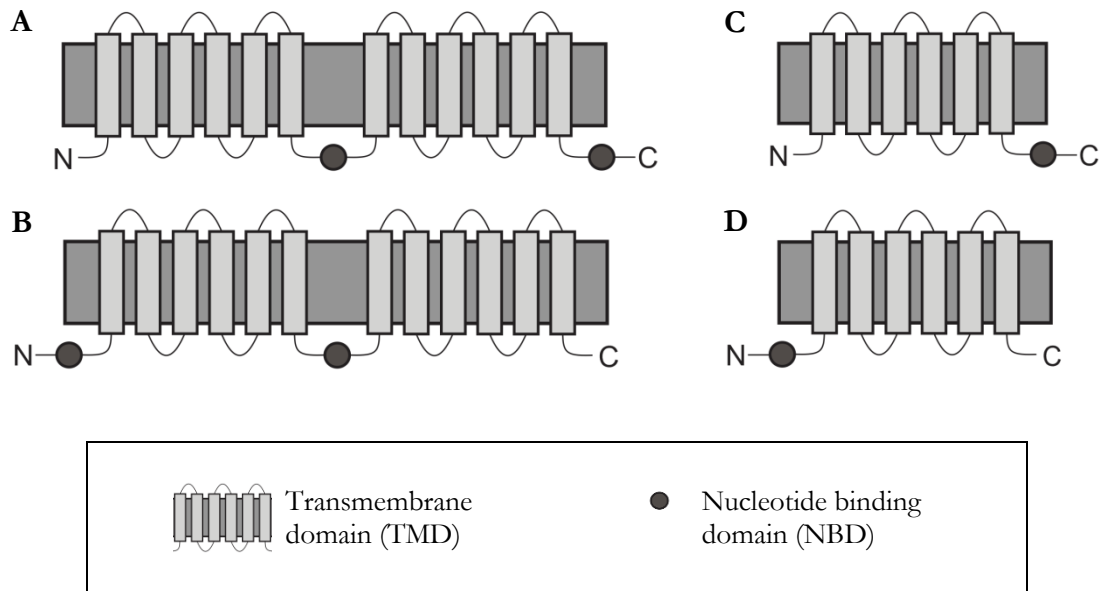 A
C
N
C
N
C
B
D
N
C
N
C
Transmembrane
domain (TMD)
Nucleotide binding
domain (NBD)